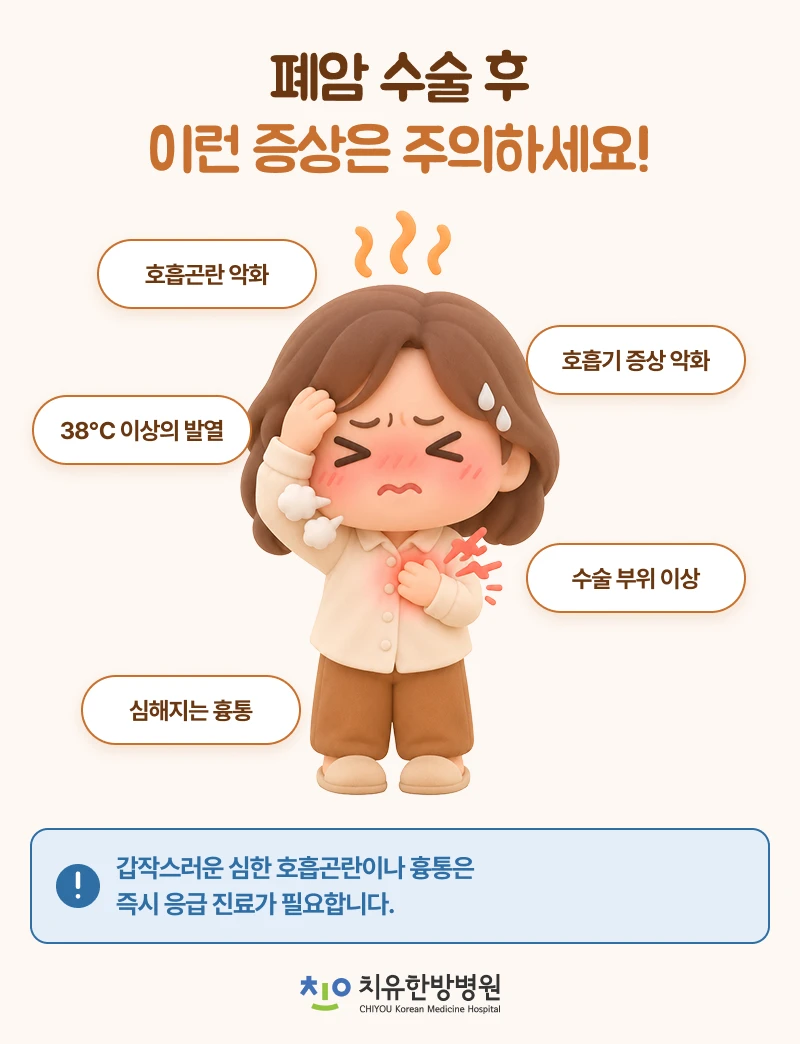 폐암 수술 후
이런 증상은 주의하세요!
호흡곤란 악화
호흡기 증상 악화
38°C 이상의 발열
수술 부위 이상
심해지는 흉통
갑작스러운 심한 호흡곤란이나 흉통은
즉시 응급 진료가 필요합니다.
치유 치유한방병원
CHIYOU Korean Medicine Hospital